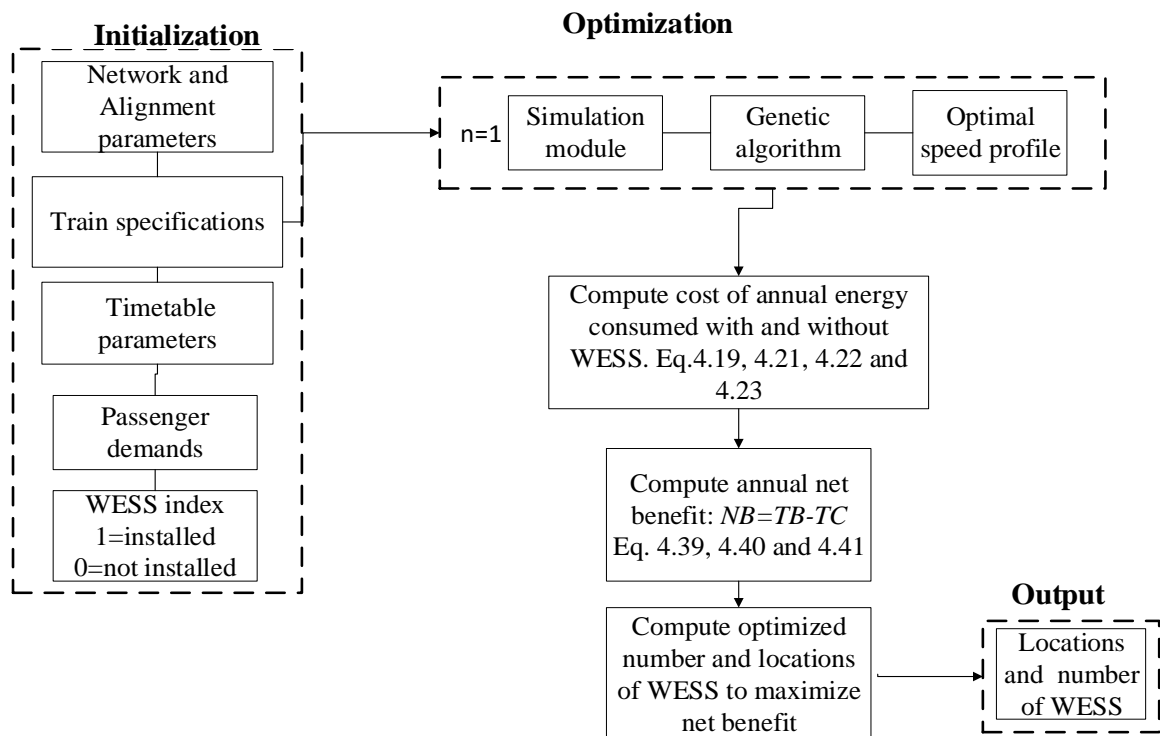 Initialization
Network and
Alignment
parameters
Train specifications
Timetable
parameters
Passenger
demands
WESS index
1=installed
0=not installed
Optimization
n=1
Simulation
module
Genetic
algorithm
Optimal
speed profile
Compute cost of annual energy
consumed with and without
WESS. Eq.4.19, 4.21, 4.22 and
4.23
Compute annual net
benefit: NB=TB-TC
Eq. 4.39, 4.40 and 4.41
Compute optimized
number and locations
of WESS to maximize
net benefit
Output
Locations
and number
of WESS